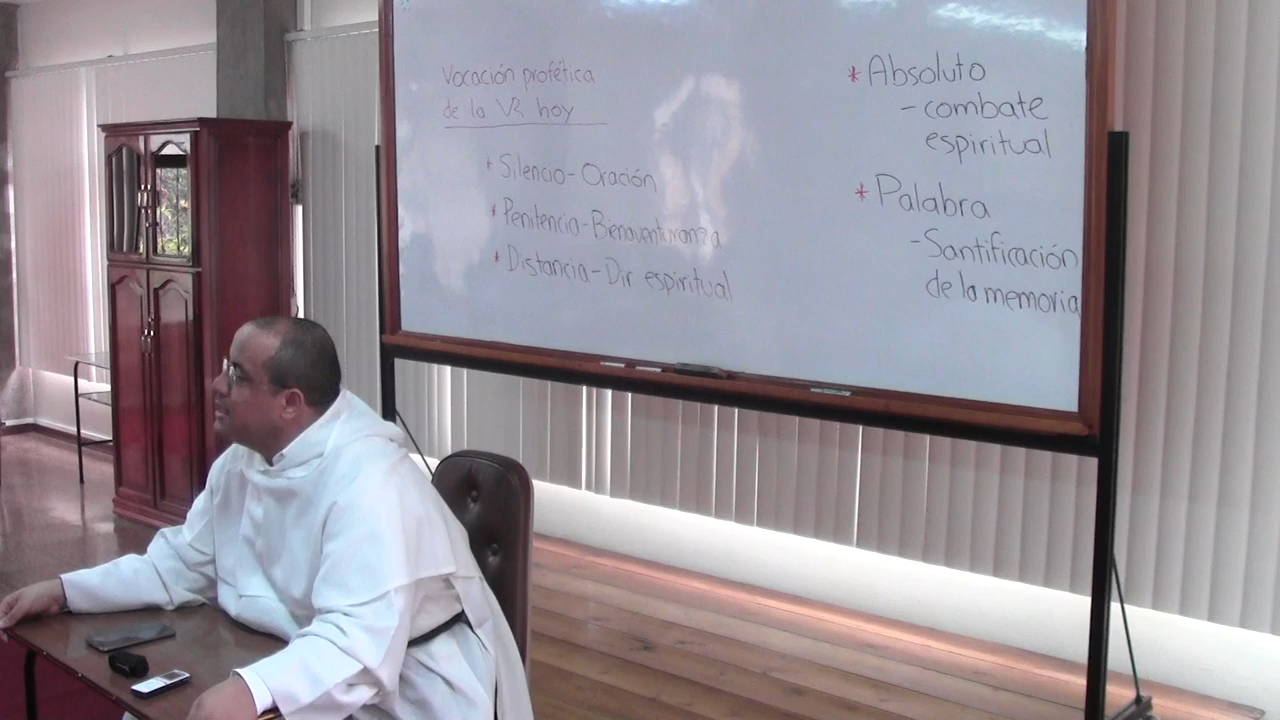 Vocación profética
de la VR hoy
* Silencio-Oración
* Penitencia-Bienaventuranza
* Distancia-Dir espiritual
* Absoluto
- combate
espiritual
* Palabra
- Santificación
de la memoria